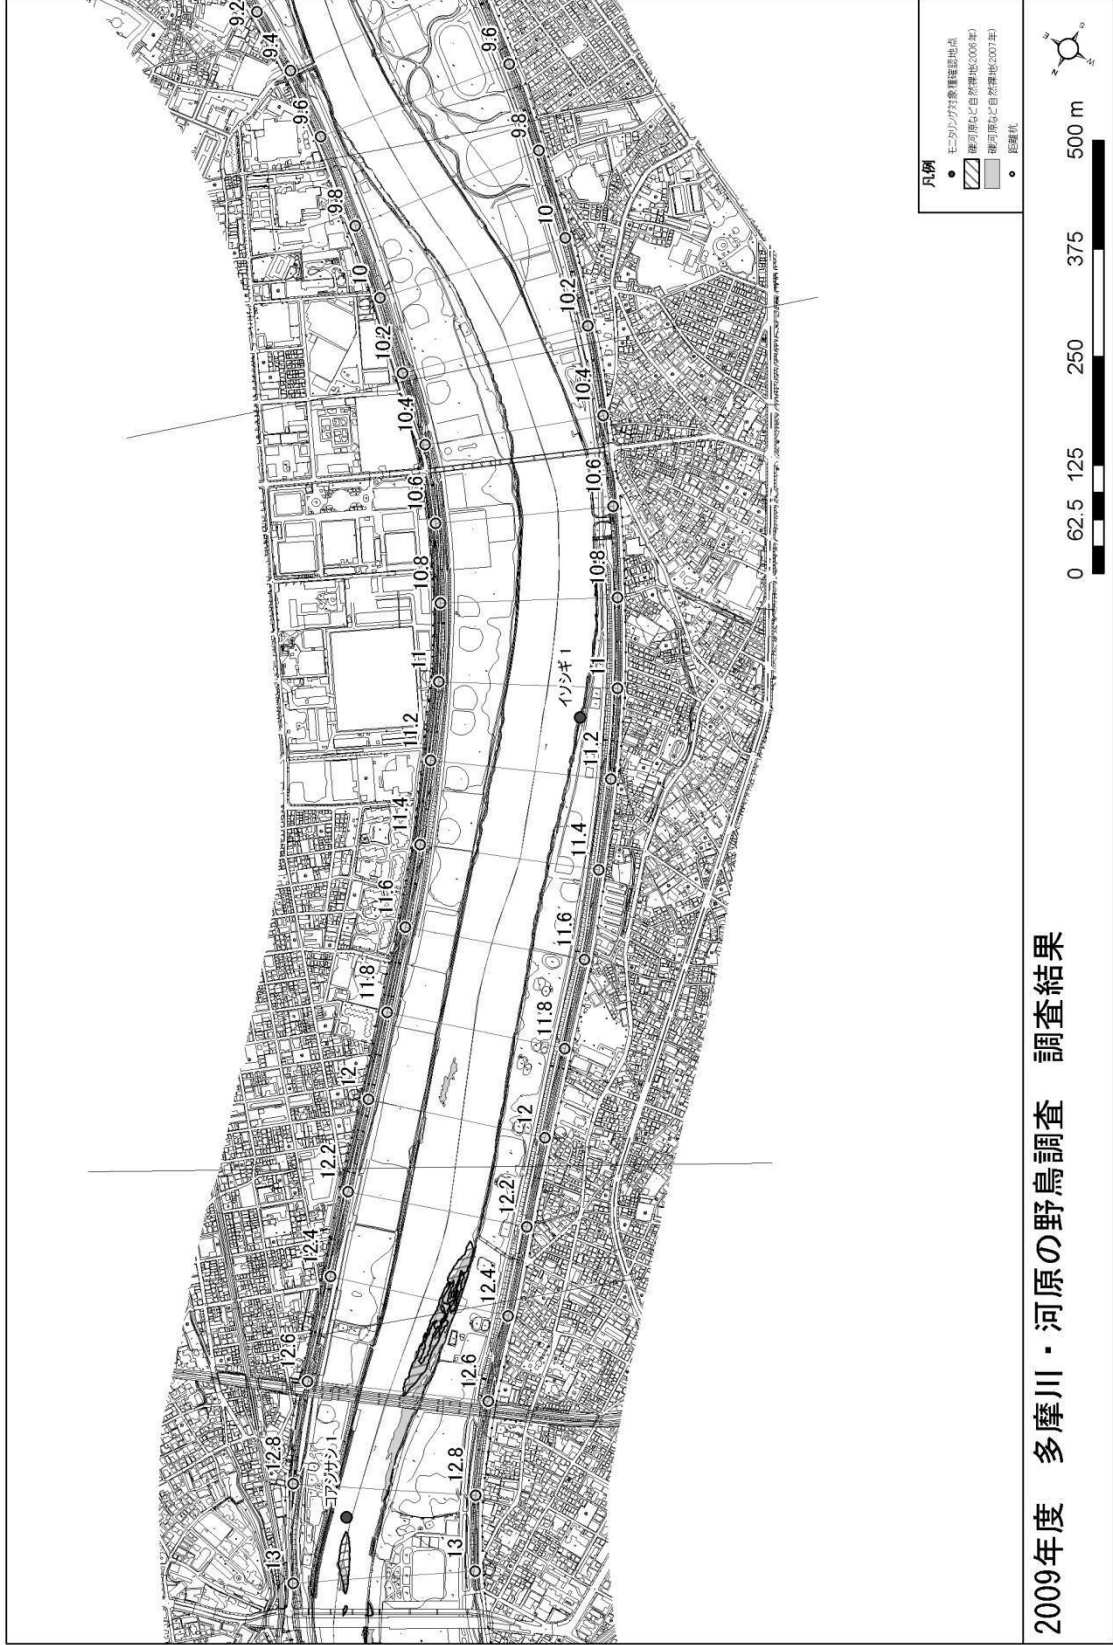 2009年度 多摩川・河原の野鳥調査 調査結果
凡例
モニタリング対象種確認地点
礫河原など自然裸地(2006年)
礫河原など自然裸地(2007年)
距離杭
0 62.5 125 250 375 500 m
N
E
S
W
13
12.8
12.6
12.4
12.2
12
11.8
11.6
11.4
11.2
11
10.8
10.6
10.4
10.2
10
9.8
9.6
9.4
9.2
コアジサシ 1
イソシギ 1
13
12.8
12.6
12.4
12.2
12
11.8
11.6
11.4
11.2
11
10.8
10.6
10.4
10.2
10
9.8
9.6